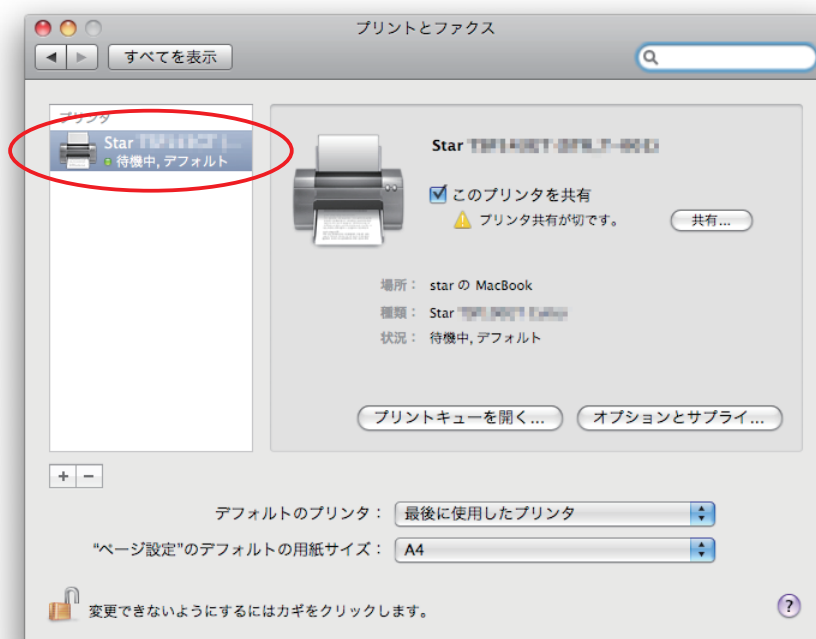 プリントとファクス
すべてを表示
プリンタ
Star
待機中, デフォルト
Star
このプリンタを共有
プリンタ共有が切です。
共有...
場所： star の MacBook
種類： Star
状況： 待機中, デフォルト
プリントキューを開く...
オプションとサプライ...
+ −
デフォルトのプリンタ： 最後に使用したプリンタ
“ページ設定”のデフォルトの用紙サイズ： A4
変更できないようにするにはカギをクリックします。
?